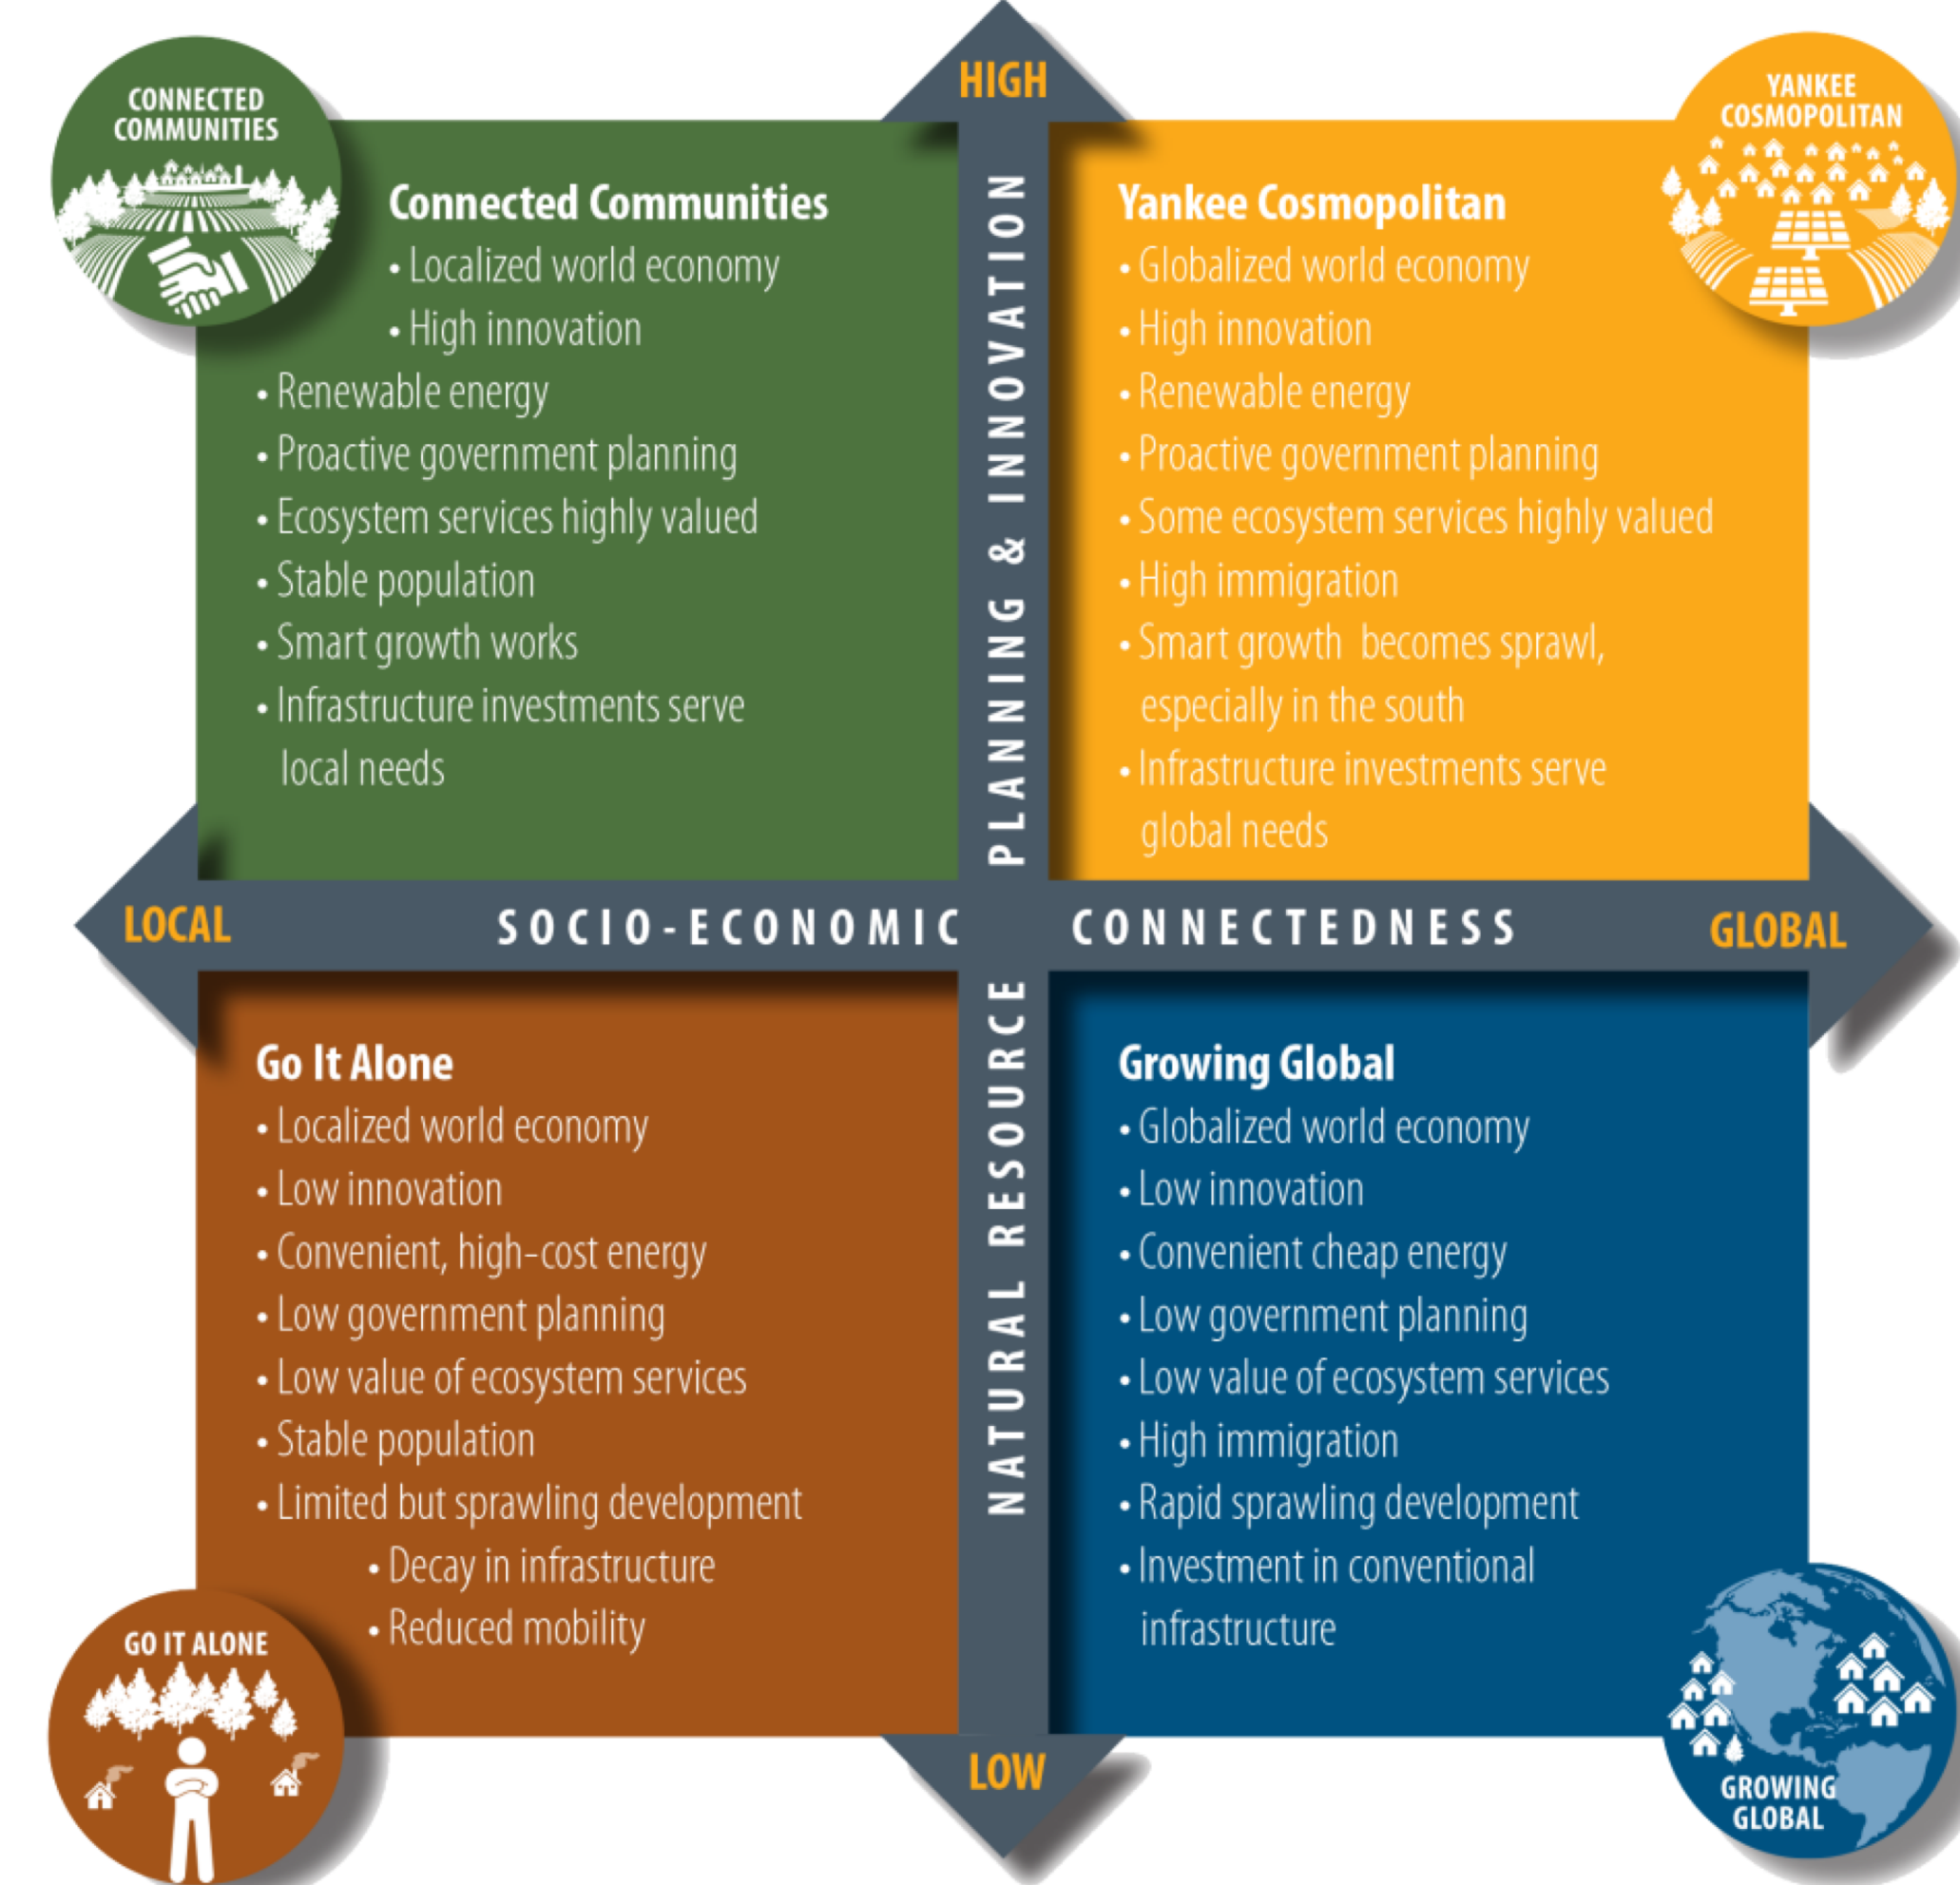 HIGH
CONNECTED
COMMUNITIES
Connected Communities
• Localized world economy
• High innovation
• Renewable energy
• Proactive government planning
• Ecosystem services highly valued
• Stable population
• Smart growth works
• Infrastructure investments serve
local needs
YANKEE
COSMOPOLITAN
Yankee Cosmopolitan
• Globalized world economy
• High innovation
• Renewable energy
• Proactive government planning
• Some ecosystem services highly valued
• High immigration
• Smart growth becomes sprawl,
especially in the south
• Infrastructure investments serve
global needs
NATURAL RESOURCE PLANNING & INNOVATION
LOCAL
SOCIO-ECONOMIC CONNECTEDNESS
GLOBAL
Go It Alone
• Localized world economy
• Low innovation
• Convenient, high-cost energy
• Low government planning
• Low value of ecosystem services
• Stable population
• Limited but sprawling development
• Decay in infrastructure
• Reduced mobility
GO IT ALONE
Growing Global
• Globalized world economy
• Low innovation
• Convenient cheap energy
• Low government planning
• Low value of ecosystem services
• High immigration
• Rapid sprawling development
• Investment in conventional
infrastructure
GROWING
GLOBAL
LOW